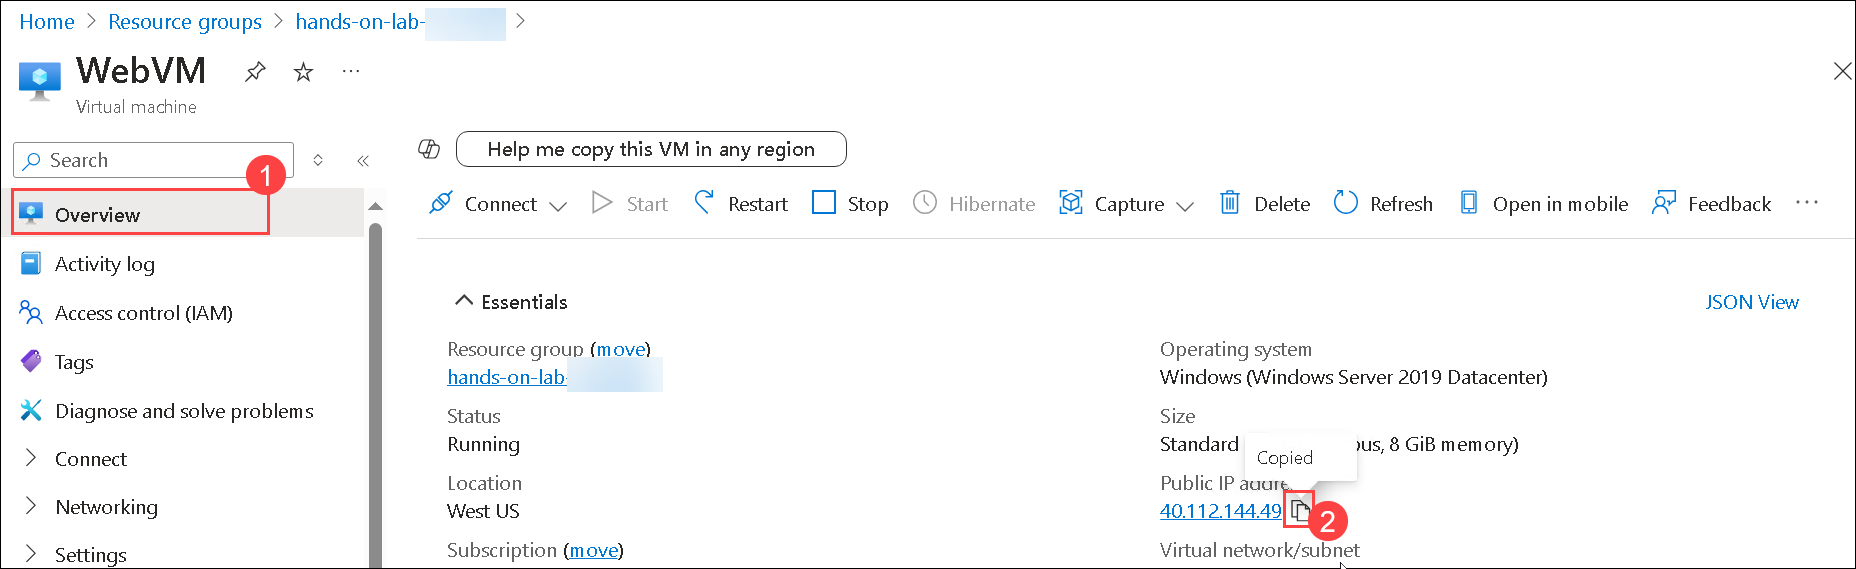 Home > Resource groups > hands-on-lab- >
WebVM
Virtual machine
Search
1
Overview
Activity log
Access control (IAM)
Tags
Diagnose and solve problems
Connect
Networking
Settings
Help me copy this VM in any region
Connect Start Restart Stop Hibernate Capture Delete Refresh Open in mobile Feedback ...
Essentials
JSON View
Resource group (move)
hands-on-lab-
Status
Running
Location
West US
Subscription (move)
Operating system
Windows (Windows Server 2019 Datacenter)
Size
Standard 8 GiB memory)
Copied
Public IP
40.112.144.49
2
Virtual network/subnet